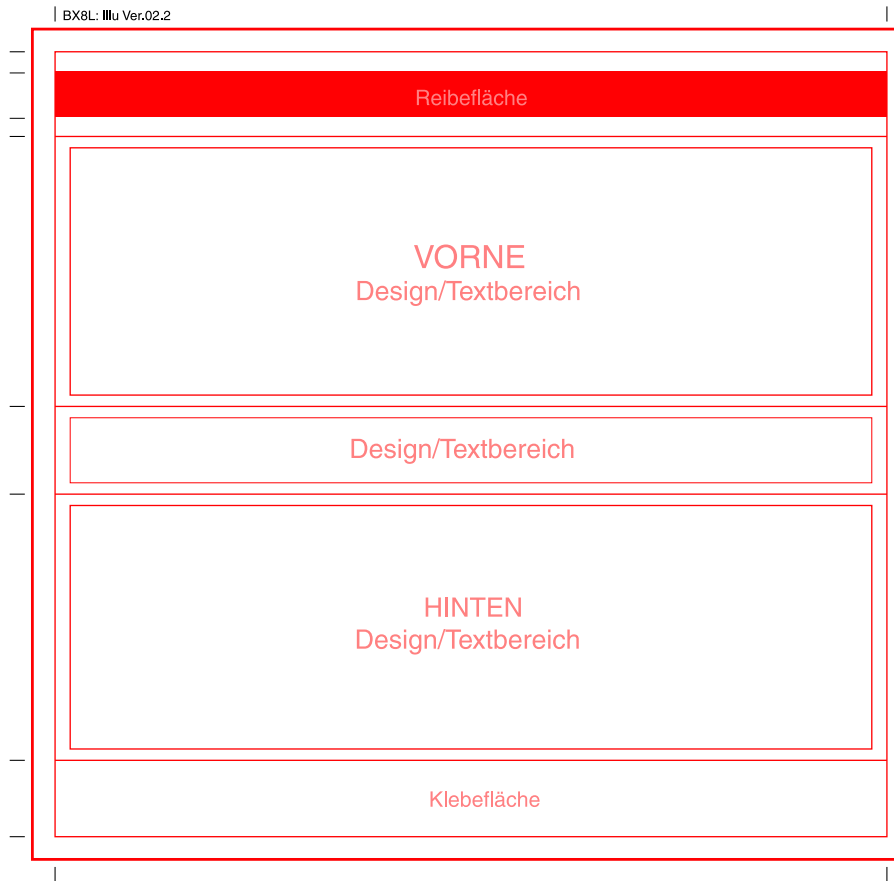 BX8L: Illu Ver.02.2
Reibefläche
VORNE
Design/Textbereich
Design/Textbereich
HINTEN
Design/Textbereich
Klebefläche